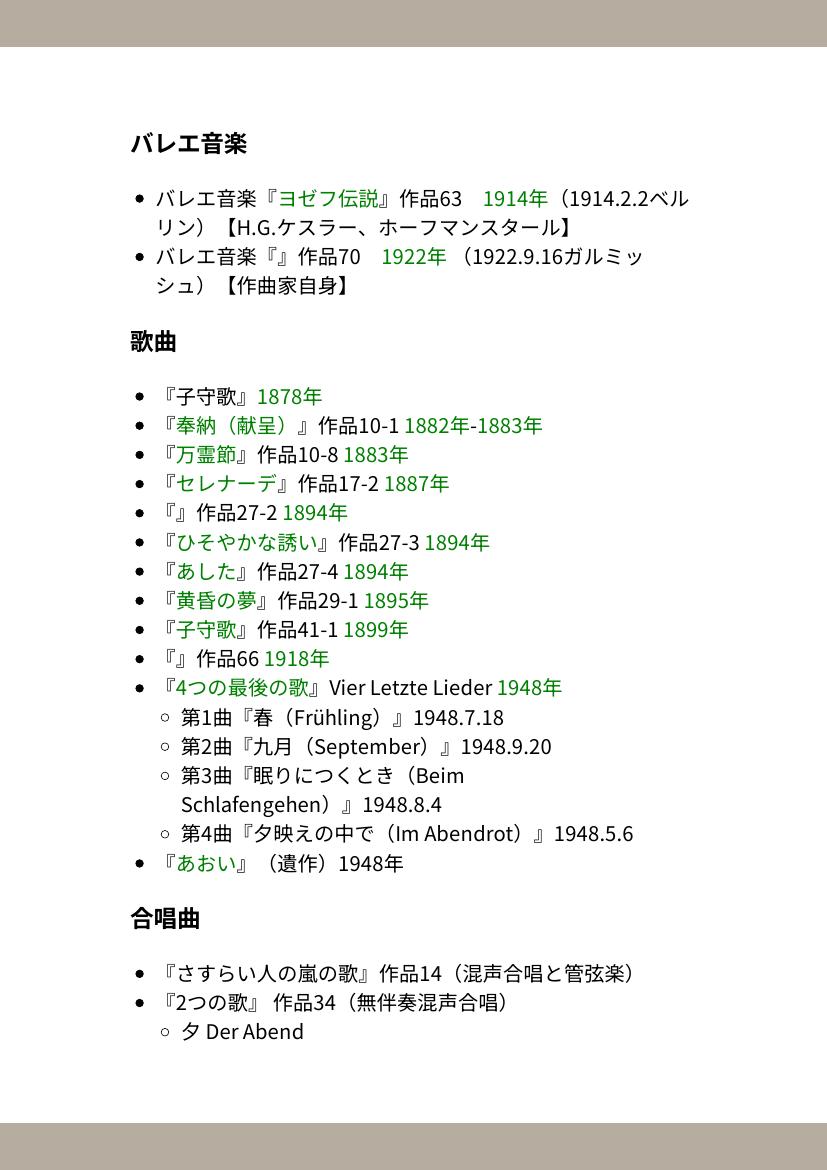 バレエ音楽
バレエ音楽『ヨゼフ伝説』作品63　1914年（1914.2.2ベル
リン）【H.G.ケスラー、ホーフマンスタール】
バレエ音楽『』作品70　1922年 （1922.9.16ガルミッ
シュ）【作曲家自身】
歌曲
『子守歌』1878年
『奉納（献呈）』作品10-1 1882年-1883年
『万霊節』作品10-8 1883年
『セレナーデ』作品17-2 1887年
『』作品27-2 1894年
『ひそやかな誘い』作品27-3 1894年
『あした』作品27-4 1894年
『黄昏の夢』作品29-1 1895年
『子守歌』作品41-1 1899年
『』作品66 1918年
『4つの最後の歌』Vier Letzte Lieder 1948年
第1曲『春（Frühling）』1948.7.18
第2曲『九月（September）』1948.9.20
第3曲『眠りにつくとき（Beim
Schlafengehen）』1948.8.4
第4曲『夕映えの中で（Im Abendrot）』1948.5.6
『あおい』（遺作）1948年
合唱曲
『さすらい人の嵐の歌』作品14（混声合唱と管弦楽）
『2つの歌』 作品34（無伴奏混声合唱）
夕 Der Abend